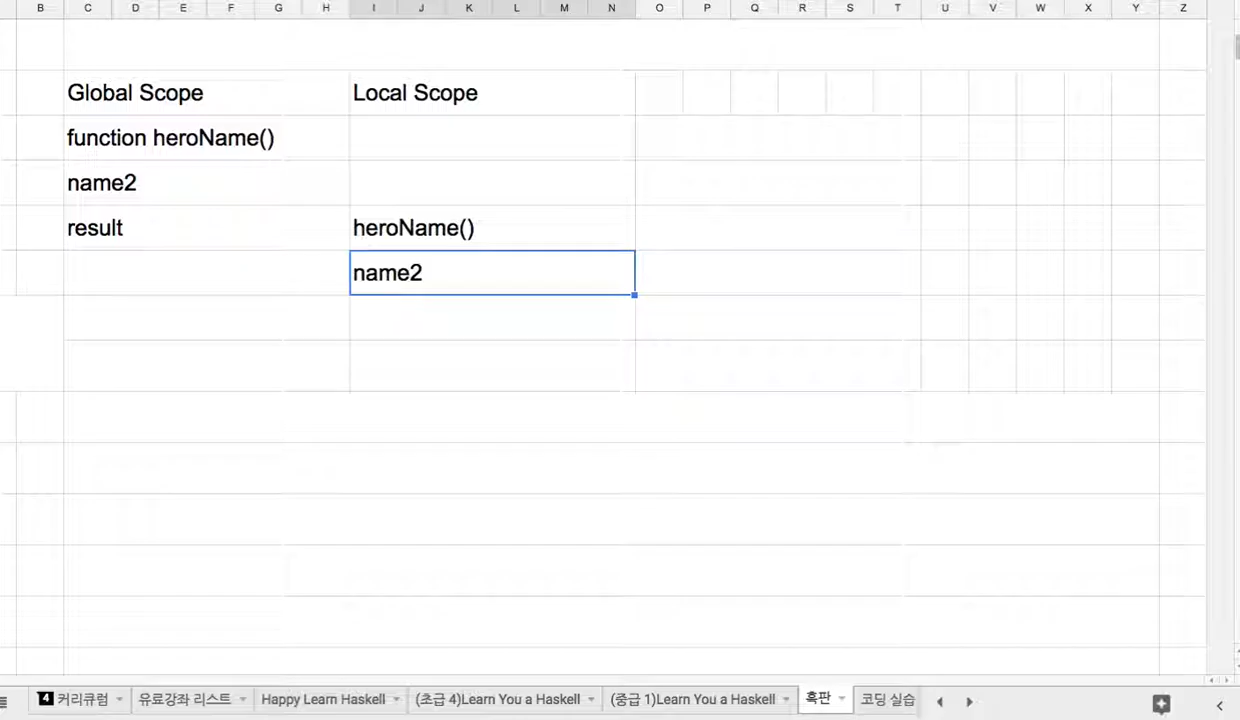 B C D E F G H I J K L M N O P Q R S T U V W X Y Z
Global Scope Local Scope
function heroName()
name2
result heroName()
name2
4 커리큘럼 유료강좌 리스트 Happy Learn Haskell (초급 4)Learn You a Haskell (중급 1)Learn You a Haskell 흑판 코딩 실습